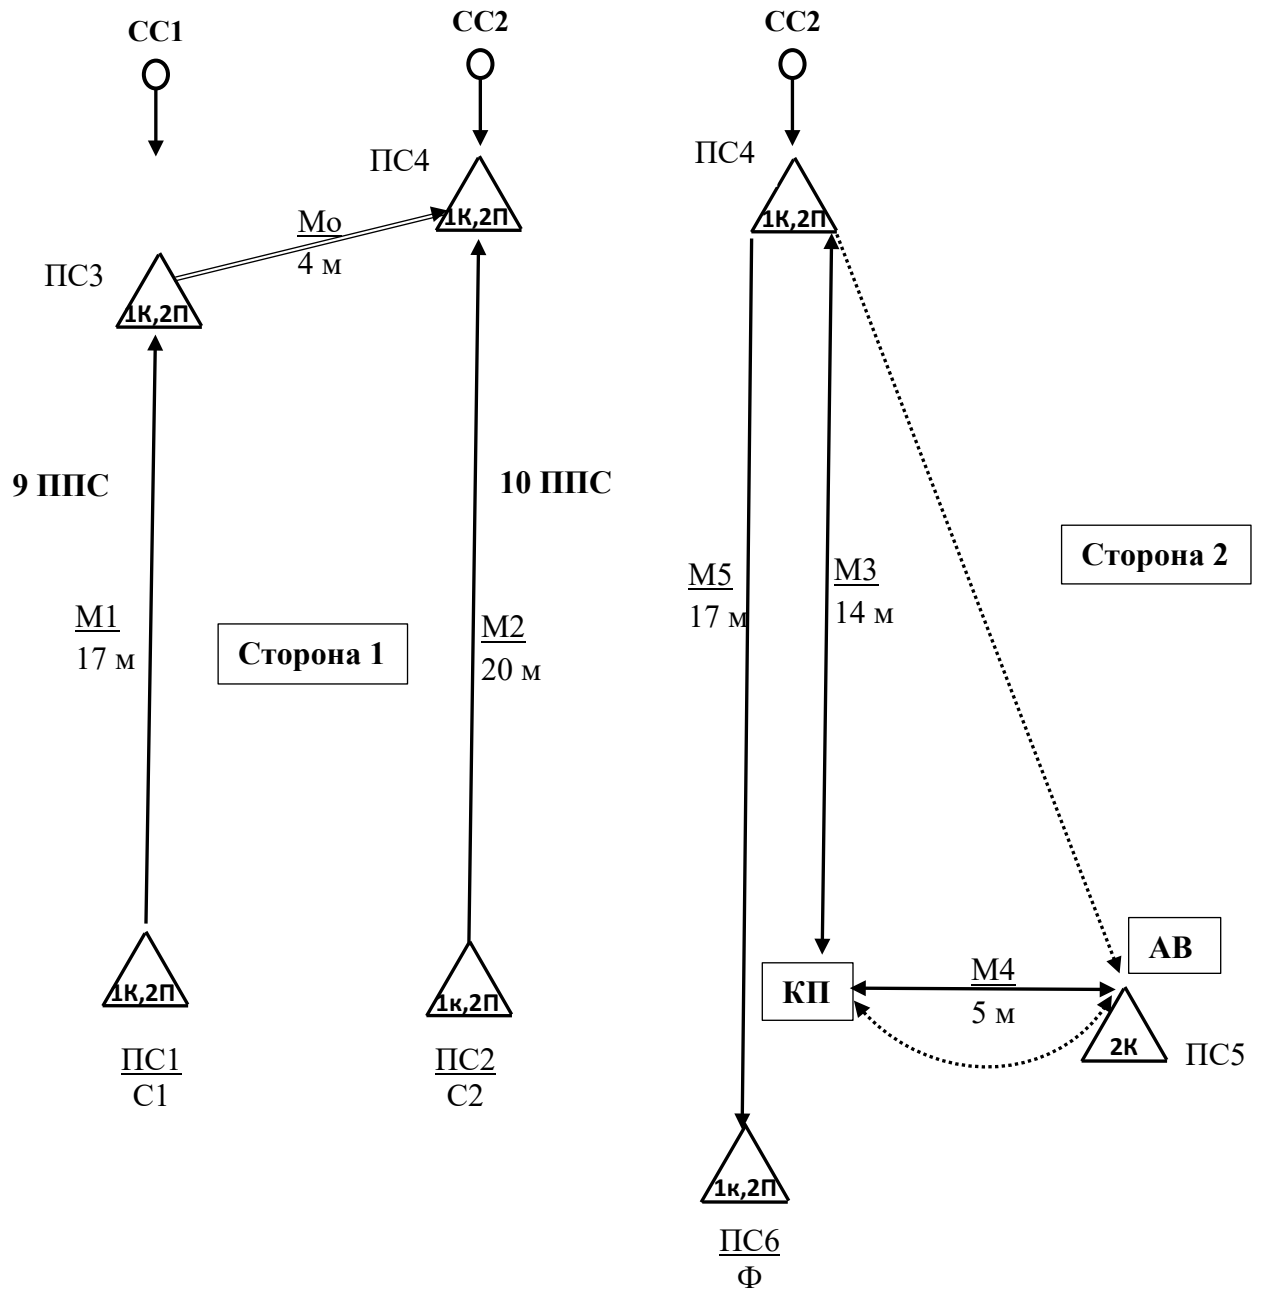 СС1
СС2
СС2
ПС4
ПС4
1К,2П
1К,2П
Мо
4 м
ПС3
1К,2П
9 ППС
10 ППС
Сторона 2
М5
17 м
М3
14 м
М1
17 м
Сторона 1
М2
20 м
АВ
КП
М4
5 м
1К,2П
1к,2П
2К
ПС5
ПС1
С1
ПС2
С2
1к,2П
ПС6
Ф